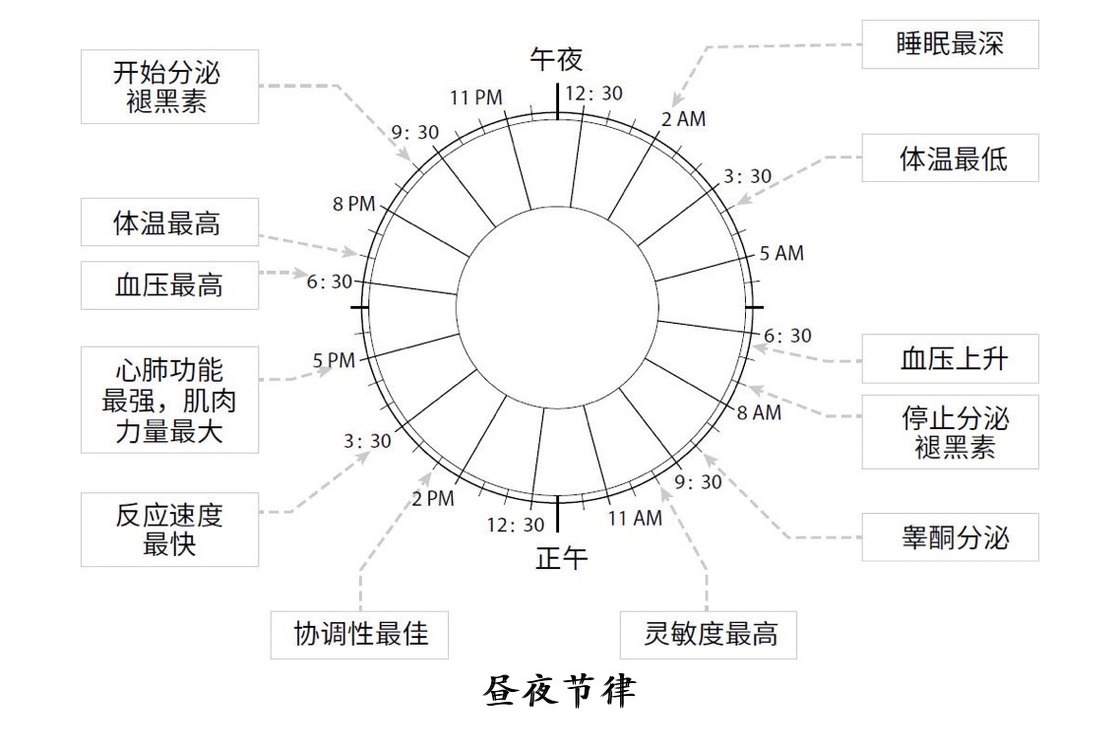 午夜
12: 30
2 AM
3: 30
5 AM
6: 30
8 AM
9: 30
11 AM
正午
12: 30
2 PM
3: 30
5 PM
6: 30
8 PM
9: 30
11 PM
睡眠最深
体温最低
血压上升
停止分泌
褪黑素
睾酮分泌
灵敏度最高
协调性最佳
反应速度
最快
心肺功能
最强，肌肉
力量最大
血压最高
体温最高
开始分泌
褪黑素
昼夜节律